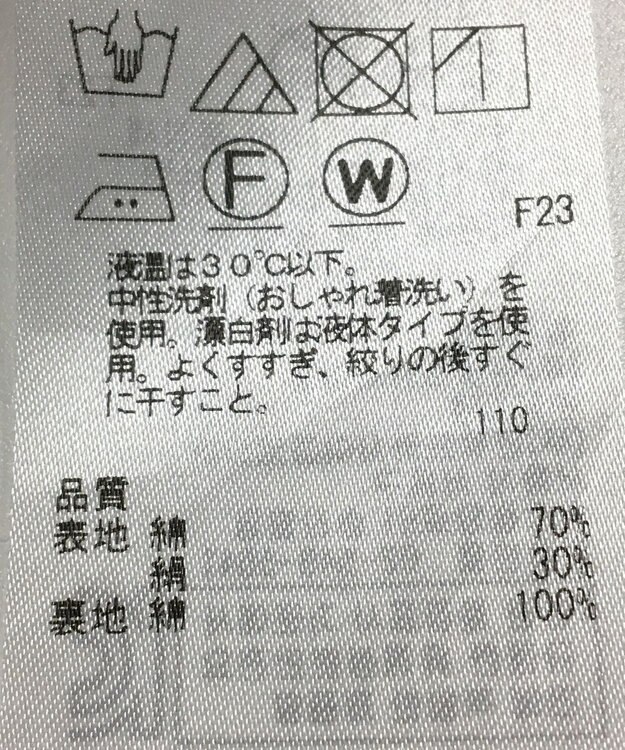 F W
F23
液温は30℃以下。
中性洗剤(おしゃれ着洗い)を
使用。漂白剤は液体タイプを使
用。よくすすぎ、絞りの後すぐ
に干すこと。
110
品質
表地 綿 70%
絹 30%
裏地 綿 100%